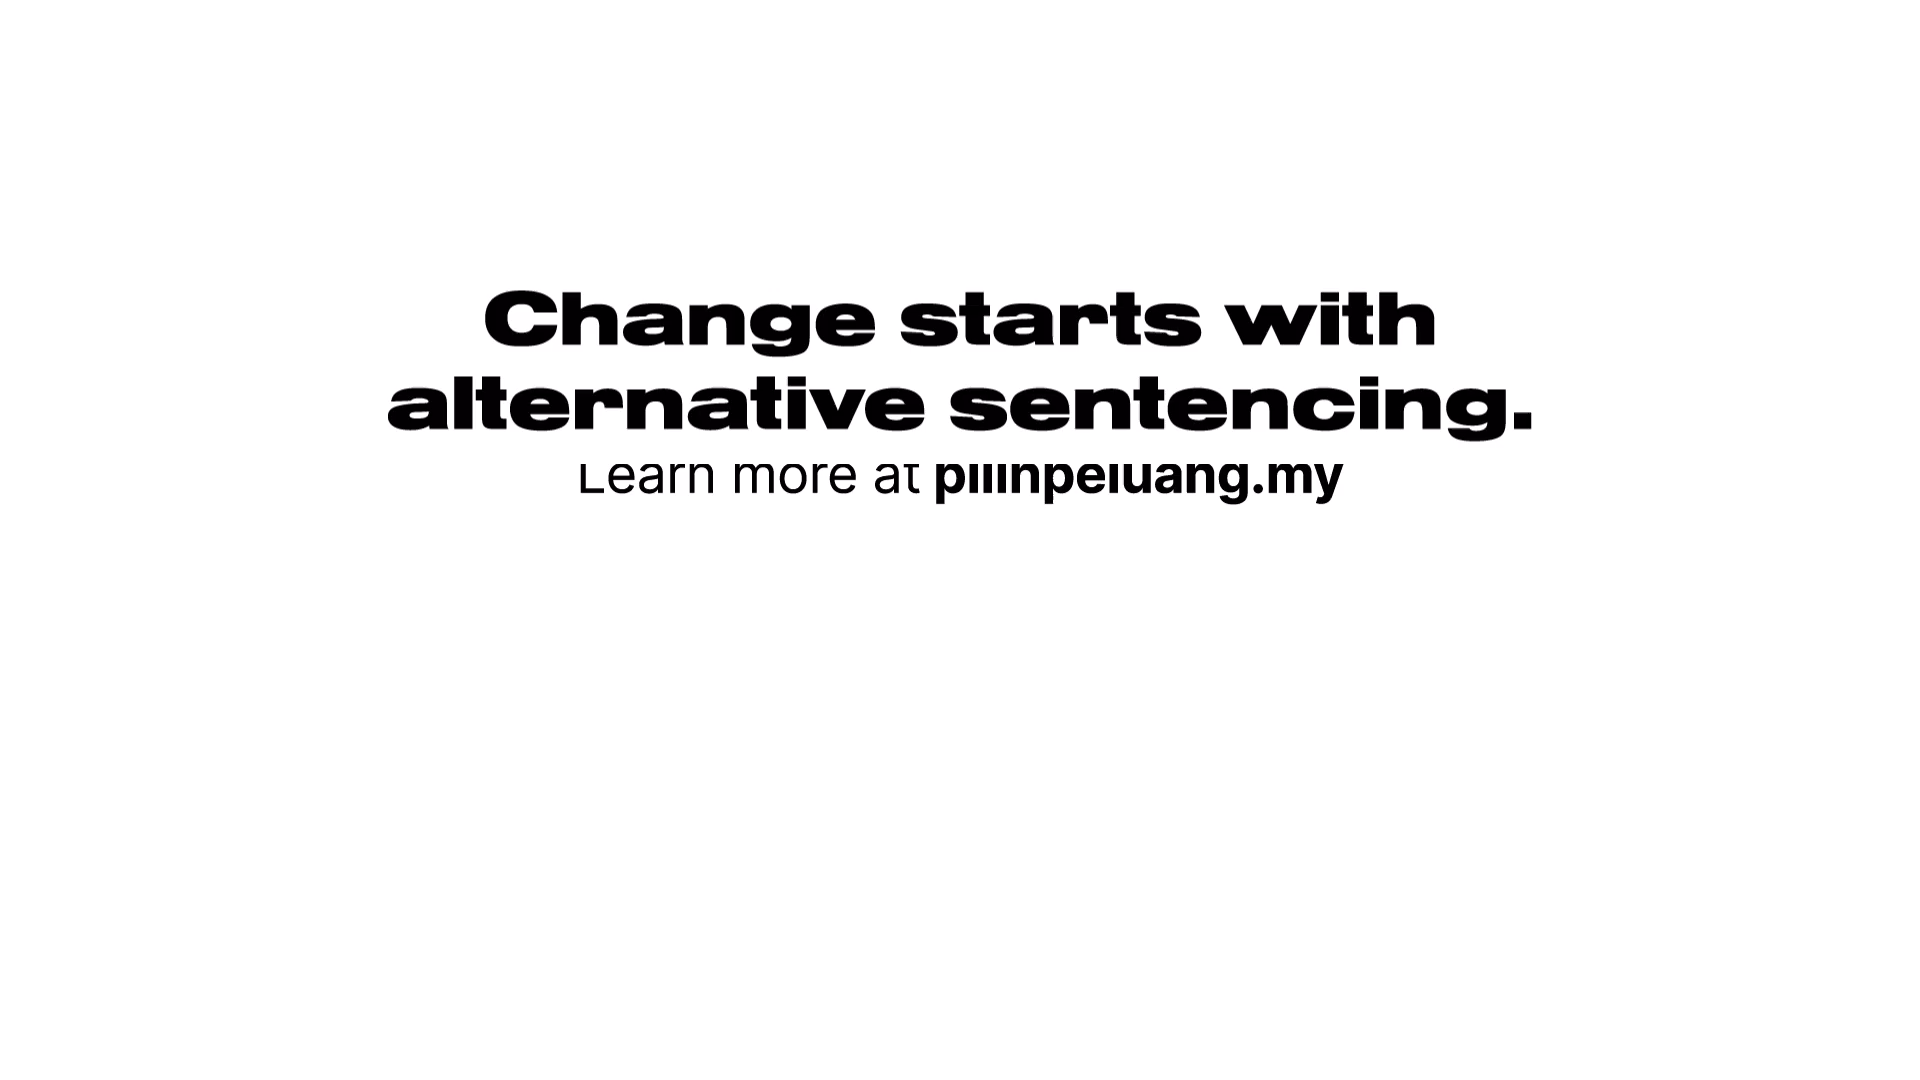 Change starts with
alternative sentencing.
Learn more at pilihpeluang.my